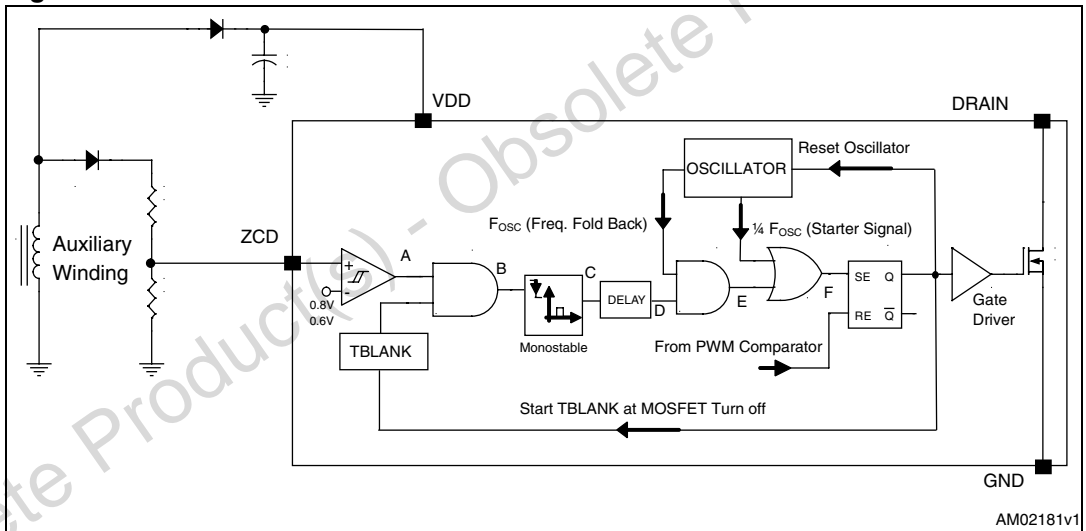 VDD
DRAIN
Reset Oscillator
OSCILLATOR
FOSC (Freq. Fold Back)
¼ FOSC (Starter Signal)
Auxiliary
Winding
ZCD
+
-
0.8V
0.6V
A
B
C
D
E
F
TBLANK
Monostable
DELAY
SE Q
RE Q̅
Gate
Driver
From PWM Comparator
Start TBLANK at MOSFET Turn off
GND
AM02181v1
Product(s) - Obsolete